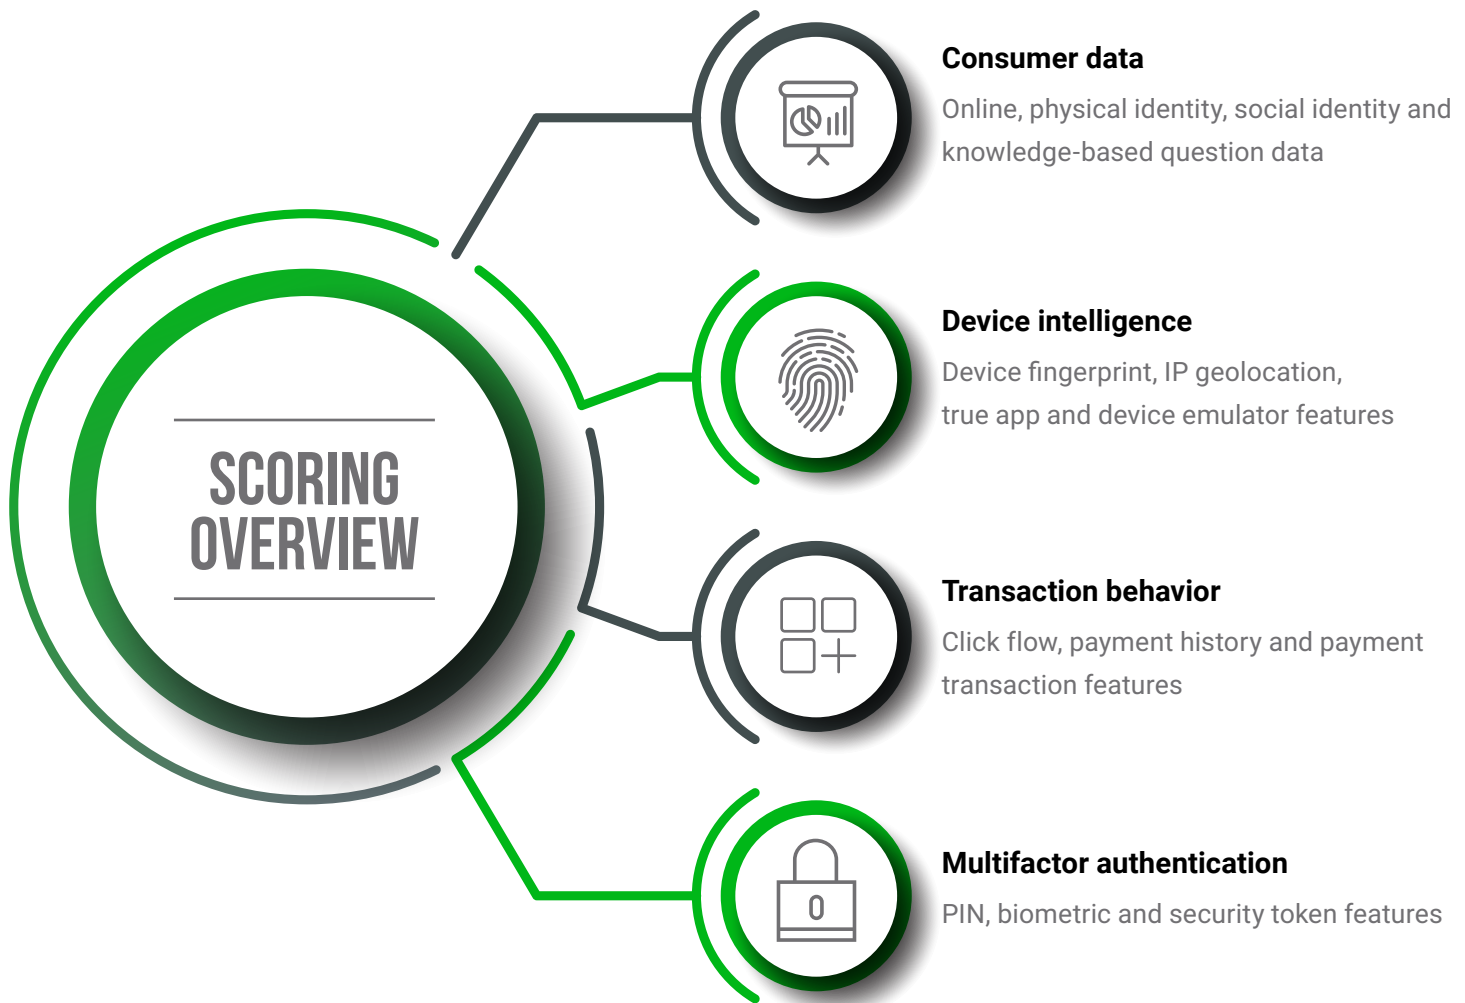 SCORING
OVERVIEW
Consumer data
Online, physical identity, social identity and
knowledge-based question data
Device intelligence
Device fingerprint, IP geolocation,
true app and device emulator features
Transaction behavior
Click flow, payment history and payment
transaction features
Multifactor authentication
PIN, biometric and security token features